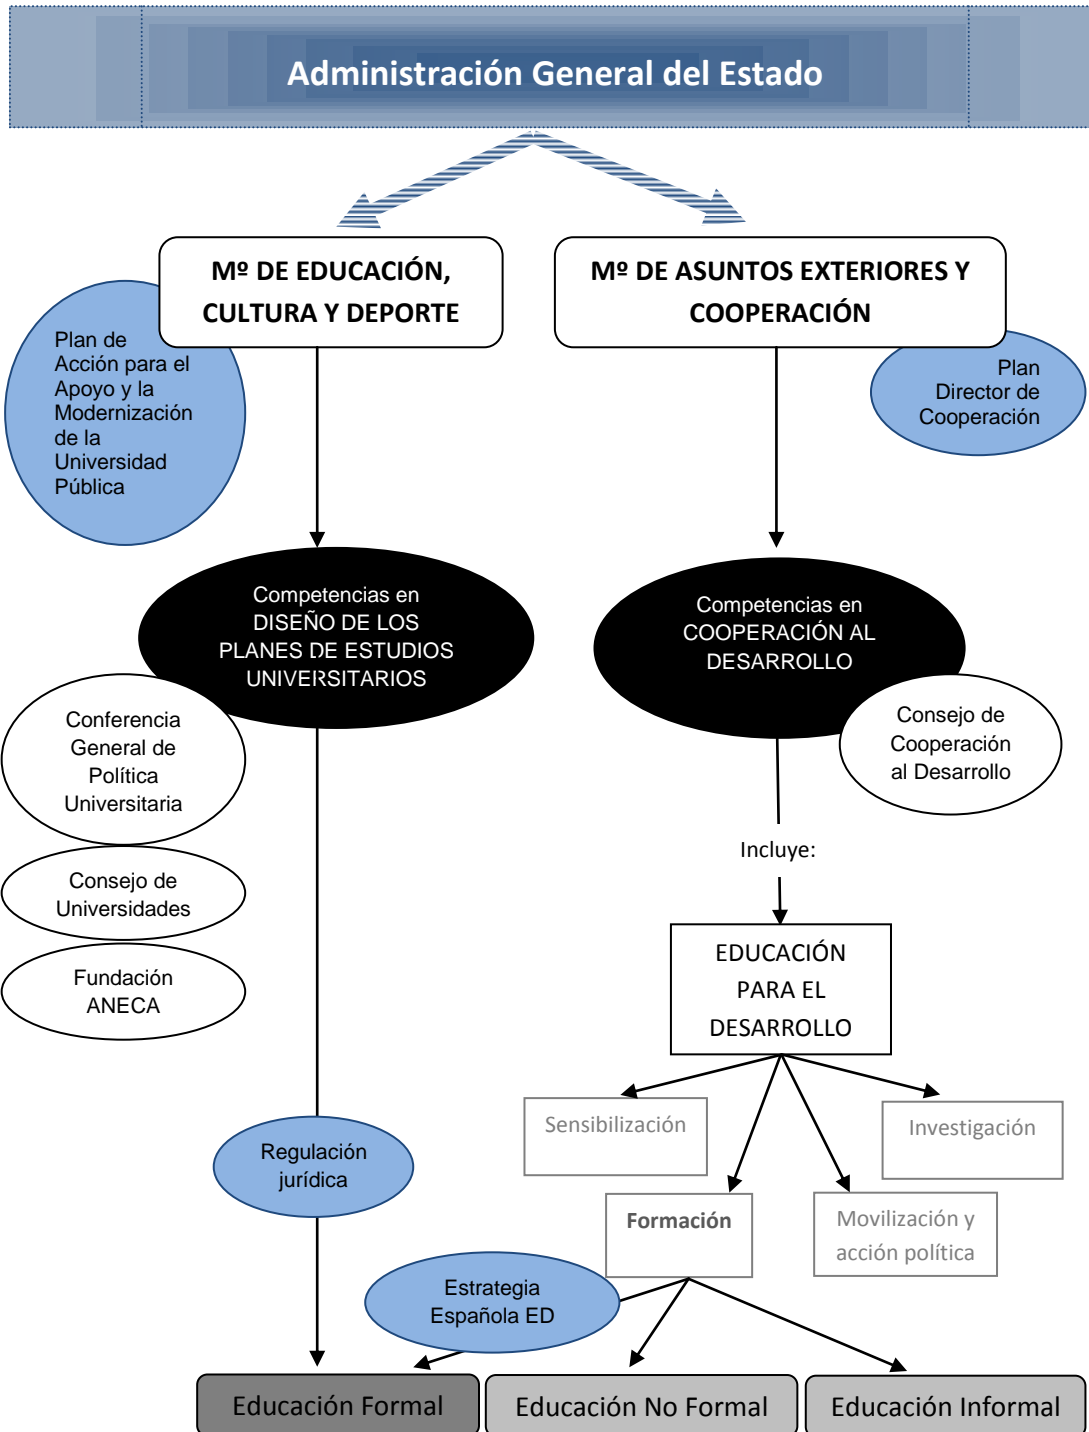 Administración General del Estado
Mº DE EDUCACIÓN,
CULTURA Y DEPORTE
Mº DE ASUNTOS EXTERIORES Y
COOPERACIÓN
Plan de
Acción para el
Apoyo y la
Modernización
de la
Universidad
Pública
Plan
Director de
Cooperación
Competencias en
DISEÑO DE LOS
PLANES DE ESTUDIOS
UNIVERSITARIOS
Competencias en
COOPERACIÓN AL
DESARROLLO
Conferencia
General de
Política
Universitaria
Consejo de
Cooperación
al Desarrollo
Incluye:
Consejo de
Universidades
Fundación
ANECA
EDUCACIÓN
PARA EL
DESARROLLO
Sensibilización
Investigación
Regulación
jurídica
Formación
Movilización y
acción política
Estrategia
Española ED
Educación Formal
Educación No Formal
Educación Informal